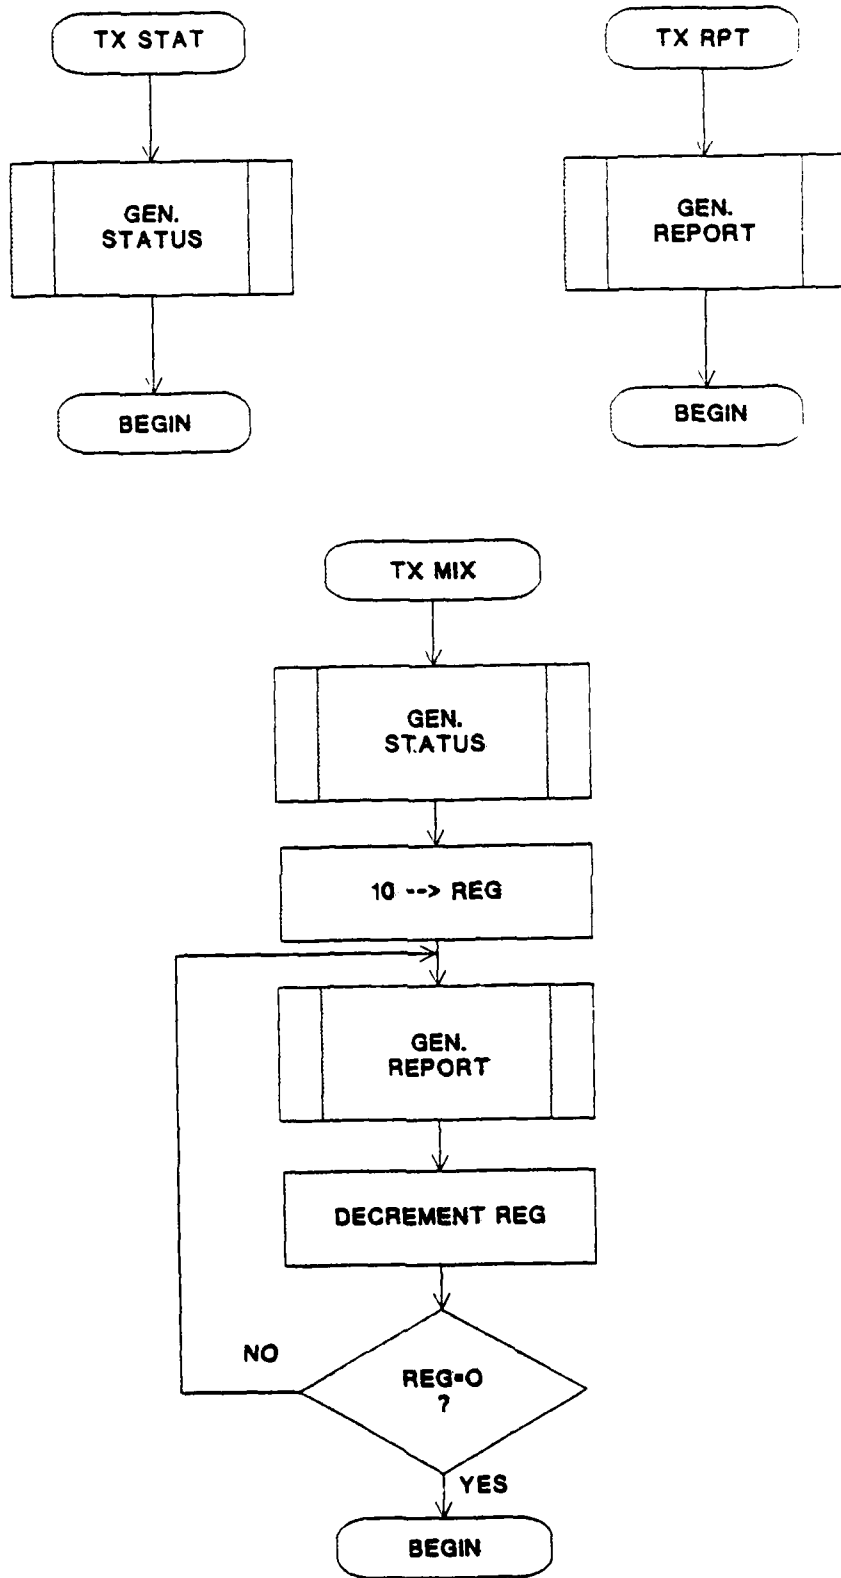 TX STAT
GEN.
STATUS
BEGIN
TX RPT
GEN.
REPORT
BEGIN
TX MIX
GEN.
STATUS
10 --> REG
GEN.
REPORT
DECREMENT REG
NO
REG=0
?
YES
BEGIN